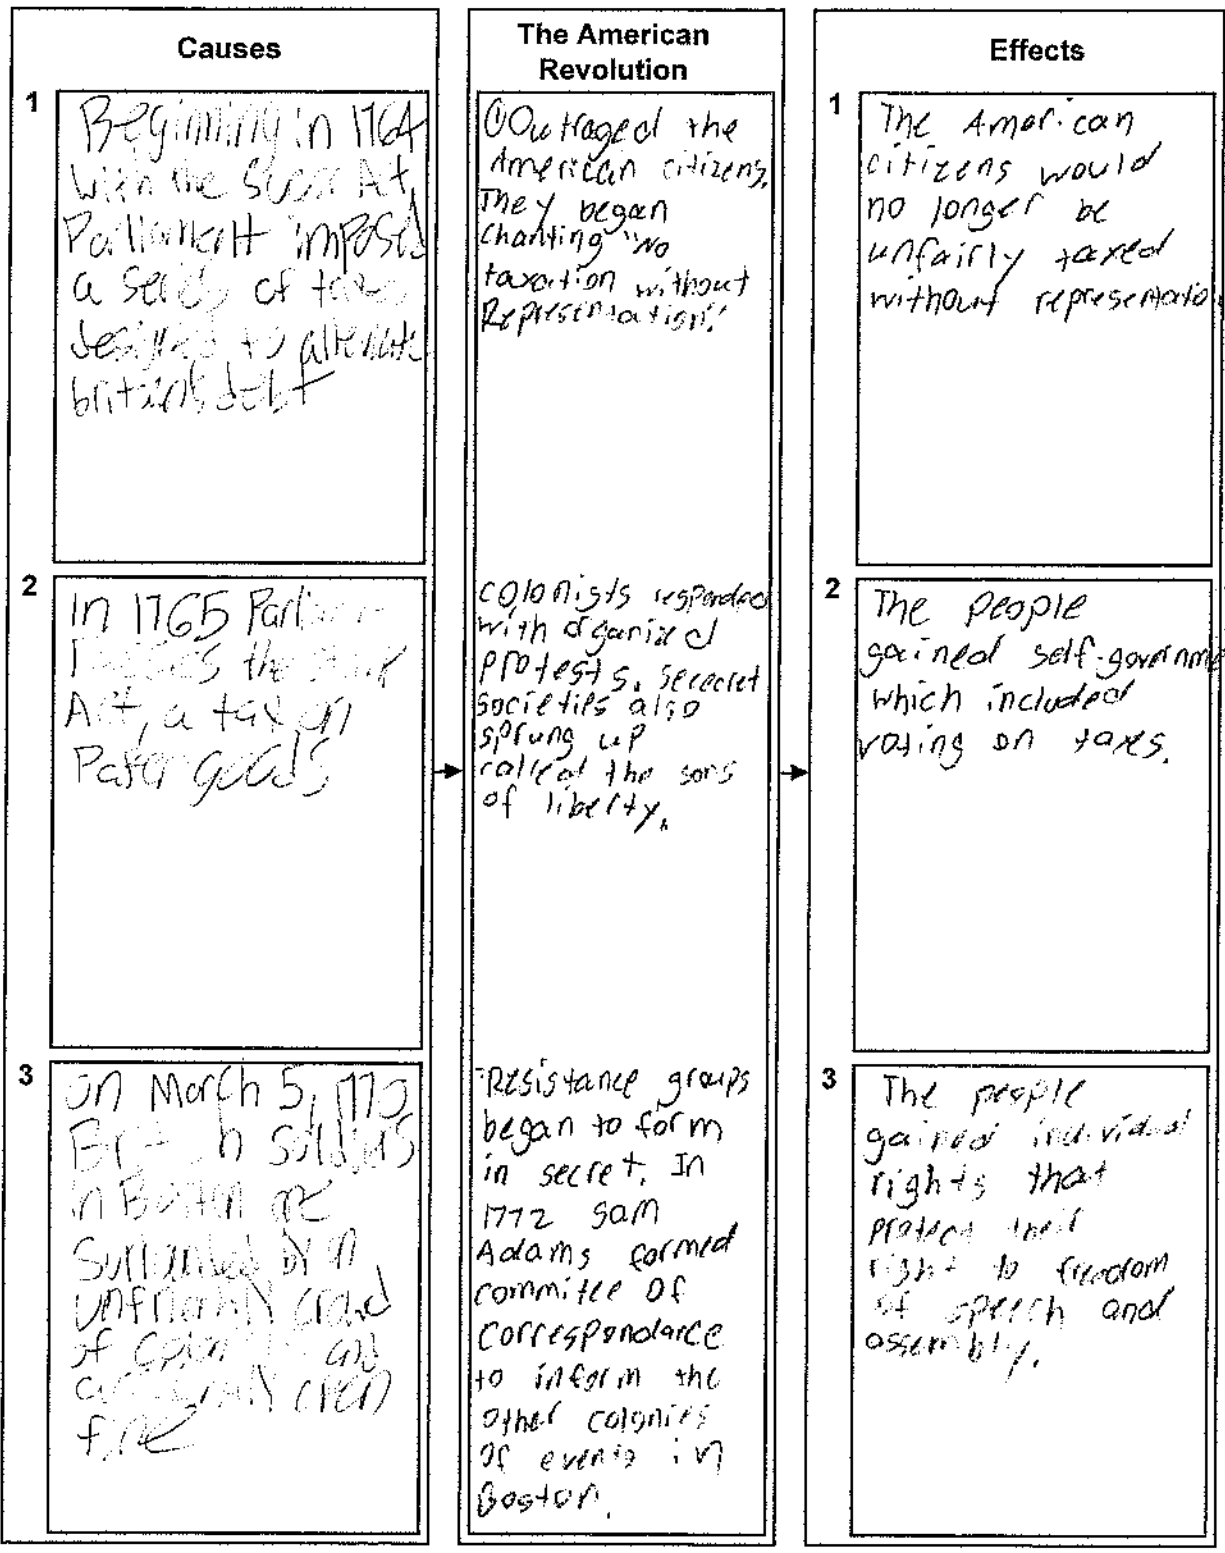 Causes
1
Beginning in 1764
with the Sugar Act,
Parliament imposed
a series of taxes
designed to alleviate
britain's debt
2
In 1765 Parliament
Passes the Stamp
Act, a tax on
Paper goods
3
on March 5, 1770
British Soldiers
in Boston are
Surrounded by an
unfriendly crowd
of and
open
fire
The American
Revolution
① Outraged the
American citizens.
They began
Chanting "No
taxation without
Representation."
colonists responded
with organized
protests. Sececret
societies also
sprung up
called the sons
of liberty.
Resistance groups
began to form
in secret. In
1772 Sam
Adams formed
committee of
Correspondance
to inform the
other colonies
of events in
Boston.
Effects
1
The American
citizens would
no longer be
unfairly taxed
without representatio
2
The people
gained self-governme
which included
voting on taxes.
3
The people
gained individual
rights that
protect their
right to freedom
of speech and
assembly.